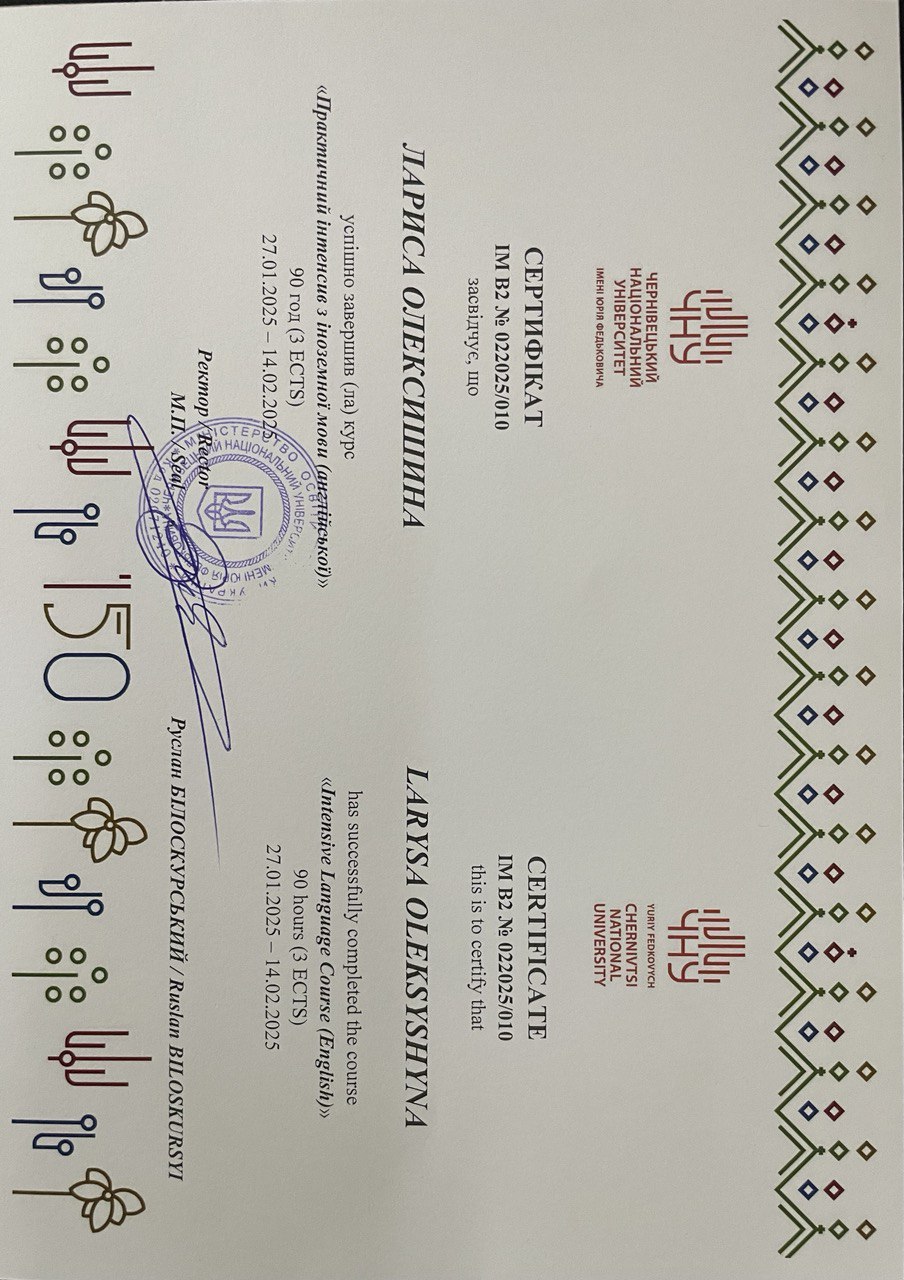 ЧНУ
ЧЕРНІВЕЦЬКИЙ
НАЦІОНАЛЬНИЙ
УНІВЕРСИТЕТ
ІМЕНІ ЮРІЯ ФЕДЬКОВИЧА
СЕРТИФІКАТ
ІМ В2 № 022025/010
засвідчує, що
ЛАРИСА ОЛЕКСИШИНА
успішно завершив (ла) курс
«Практичний інтенсив з іноземної мови (англійської)»
90 год (3 ECTS)
27.01.2025 – 14.02.2025
ЧНУ
YURIY FEDKOVYCH
CHERNIVTSI
NATIONAL
UNIVERSITY
CERTIFICATE
IM B2 № 022025/010
this is to certify that
LARYSA OLEKSYSHYNA
has successfully completed the course
«Intensive Language Course (English)»
90 hours (3 ECTS)
27.01.2025 – 14.02.2025
Ректор / Rector
М.П. / Seal
Руслан БІЛОСКУРСЬКИЙ / Ruslan BILOSKURSYI
150